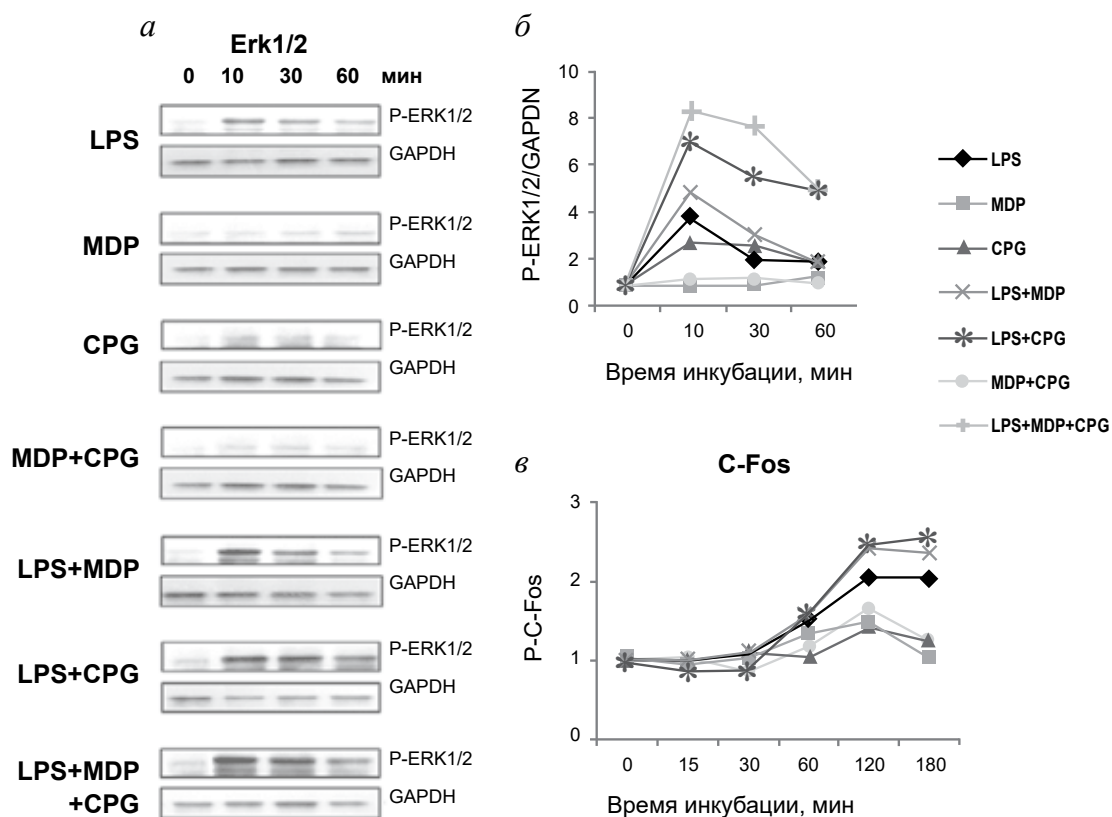 а
Erk1/2
0 10 30 60 мин
LPS
P-ERK1/2
GAPDH
MDP
P-ERK1/2
GAPDH
CPG
P-ERK1/2
GAPDH
MDP+CPG
P-ERK1/2
GAPDH
LPS+MDP
P-ERK1/2
GAPDH
LPS+CPG
P-ERK1/2
GAPDH
LPS+MDP
+CPG
P-ERK1/2
GAPDH
б
P-ERK1/2/GAPDN
10
8
6
4
2
0
0 10 30 60
Время инкубации, мин
LPS
MDP
CPG
LPS+MDP
LPS+CPG
MDP+CPG
LPS+MDP+CPG
в
C-Fos
P-C-Fos
3
2
1
0
0 15 30 60 120 180
Время инкубации, мин